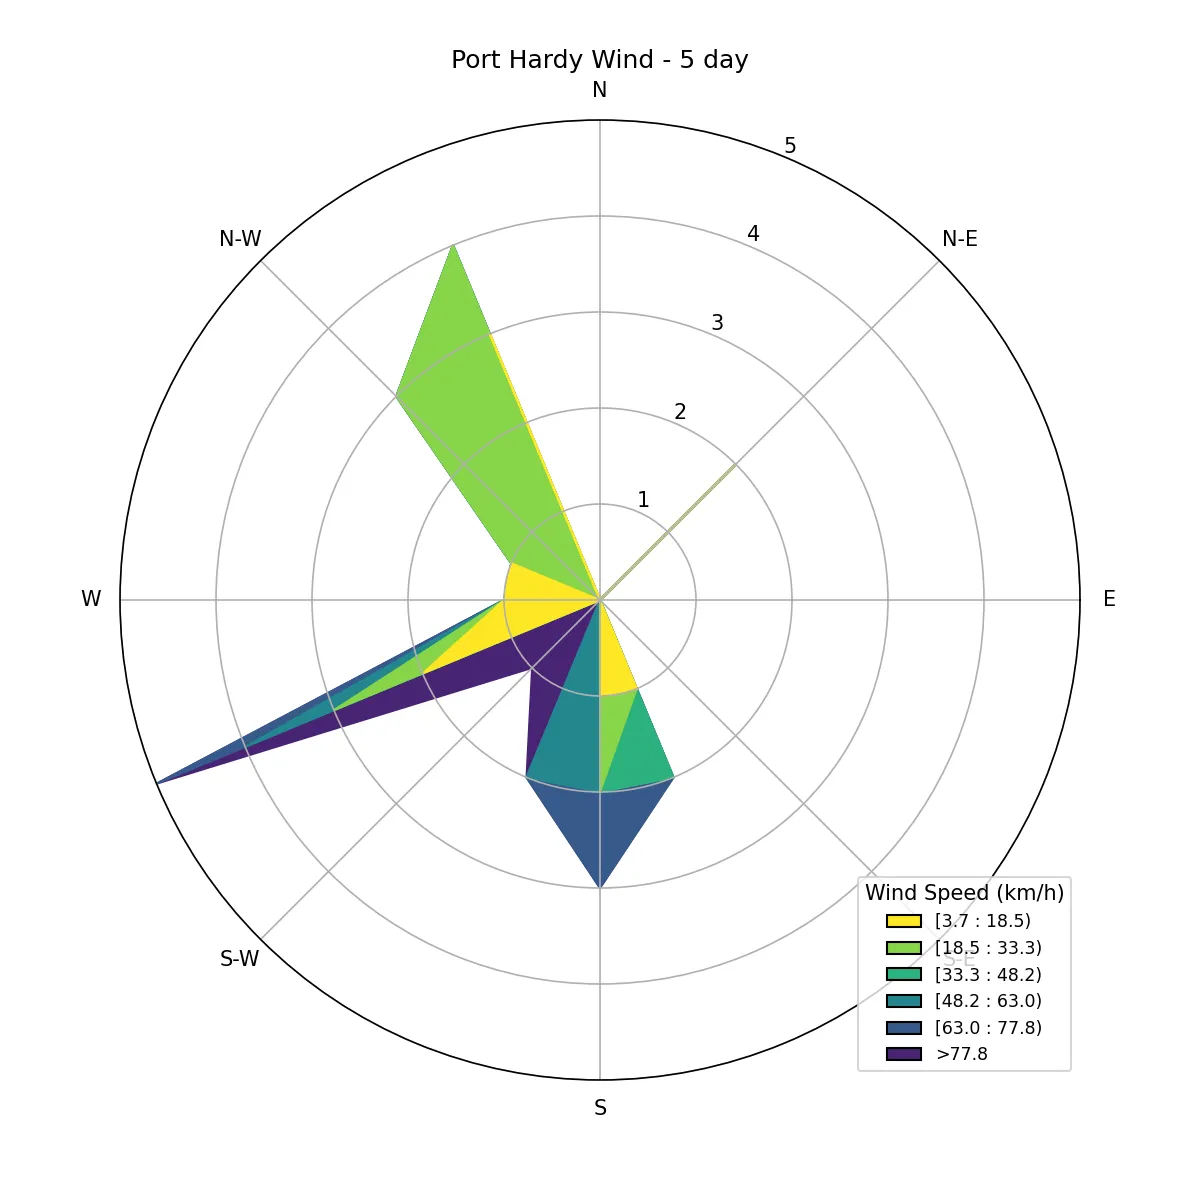 Port Hardy Wind - 5 day
N
5
N-W
4
N-E
3
2
1
W
E
S-W
S-E
S
Wind Speed (km/h)
[3.7 : 18.5)
[18.5 : 33.3)
[33.3 : 48.2)
[48.2 : 63.0)
[63.0 : 77.8)
>77.8